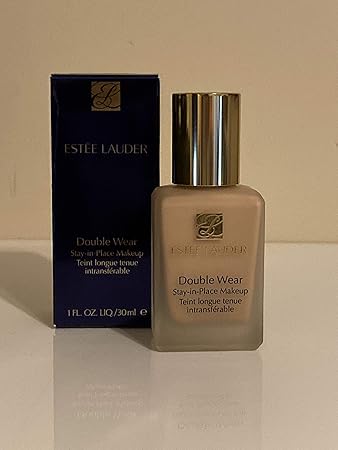 ESTĒE LAUDER
Double Wear
Stay-in-Place Makeup
Teint longue tenue
intransférable
1 FL. OZ. LIQ/30ml e
ESTĒE LAUDER
Double Wear
Stay-in-Place Makeup
Teint longue tenue
intransférable